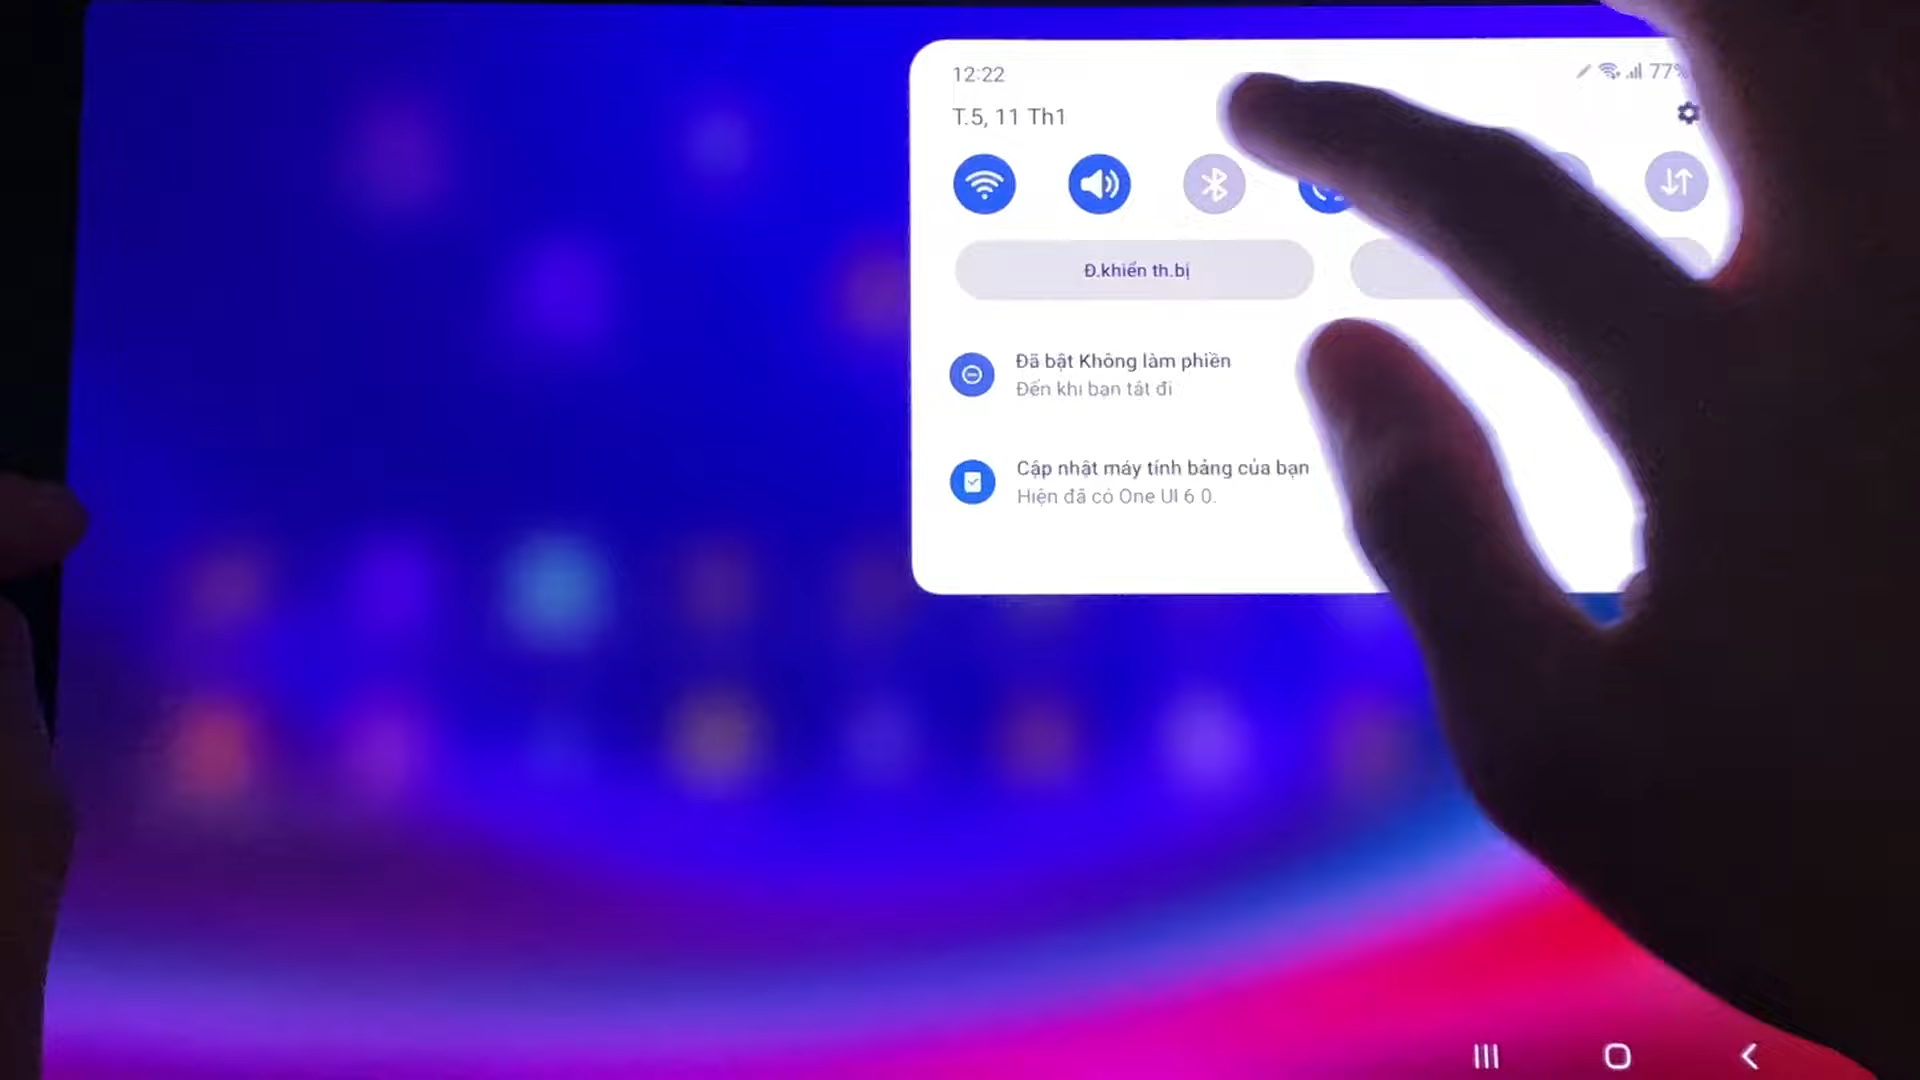 12:22
77%
T.5, 11 Th1
Đ.khiển th.bị
Đã bật Không làm phiền
Đến khi bạn tắt đi
Cập nhật máy tính bảng của bạn
Hiện đã có One UI 6 0.